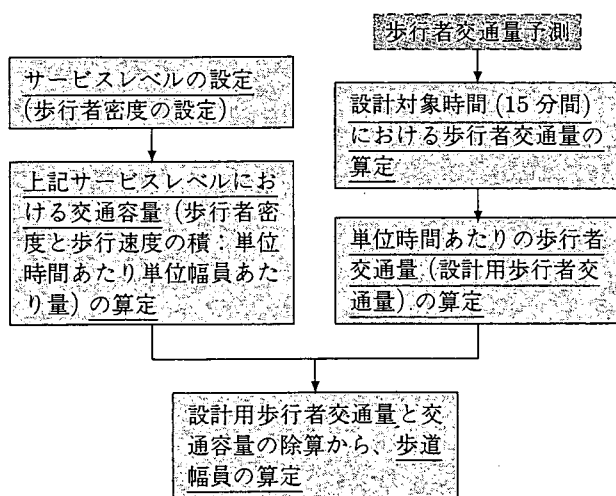 歩行者交通量予測
サービスレベルの設定
(歩行者密度の設定)
設計対象時間(15分間)
における歩行者交通量の
算定
上記サービスレベルにお
ける交通容量(歩行者密
度と歩行速度の積:単位
時間あたり単位幅員あた
り量)の算定
単位時間あたりの歩行者
交通量(設計用歩行者交
通量)の算定
設計用歩行者交通量と交
通容量の除算から、歩道
幅員の算定